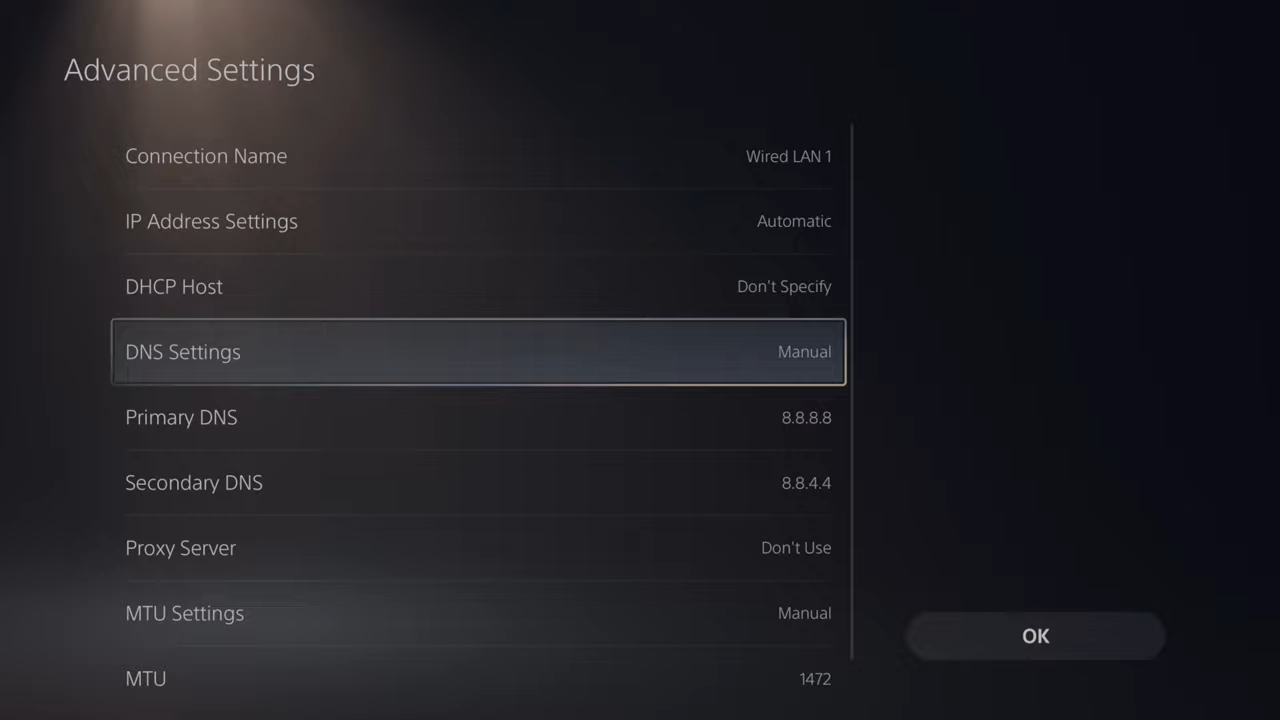 Advanced Settings
Connection Name Wired LAN 1
IP Address Settings Automatic
DHCP Host Don't Specify
DNS Settings Manual
Primary DNS 8.8.8.8
Secondary DNS 8.8.4.4
Proxy Server Don't Use
MTU Settings Manual
OK
MTU 1472